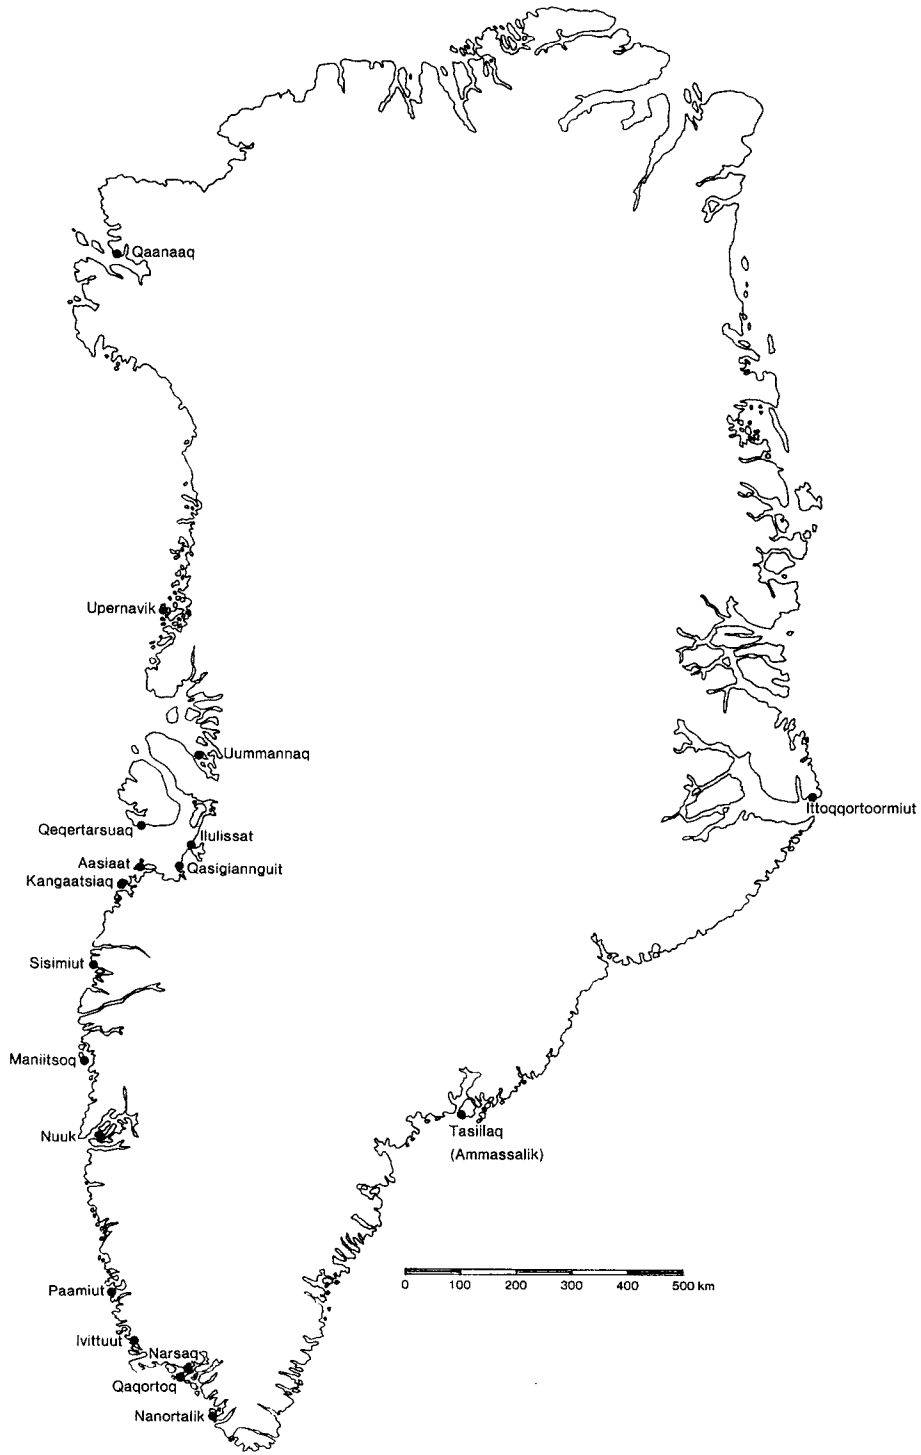 Qaanaaq
Upernavik
Uummannaq
Ittoqqortoormiut
Qeqertarsuaq
Ilulissat
Aasiaat
Qasigiannguit
Kangaatsiaq
Sisimiut
Maniitsoq
Nuuk
Tasiilaq
(Ammassalik)
0 100 200 300 400 500 km
Paamiut
Ivittuut
Narsaq
Qaqortoq
Nanortalik